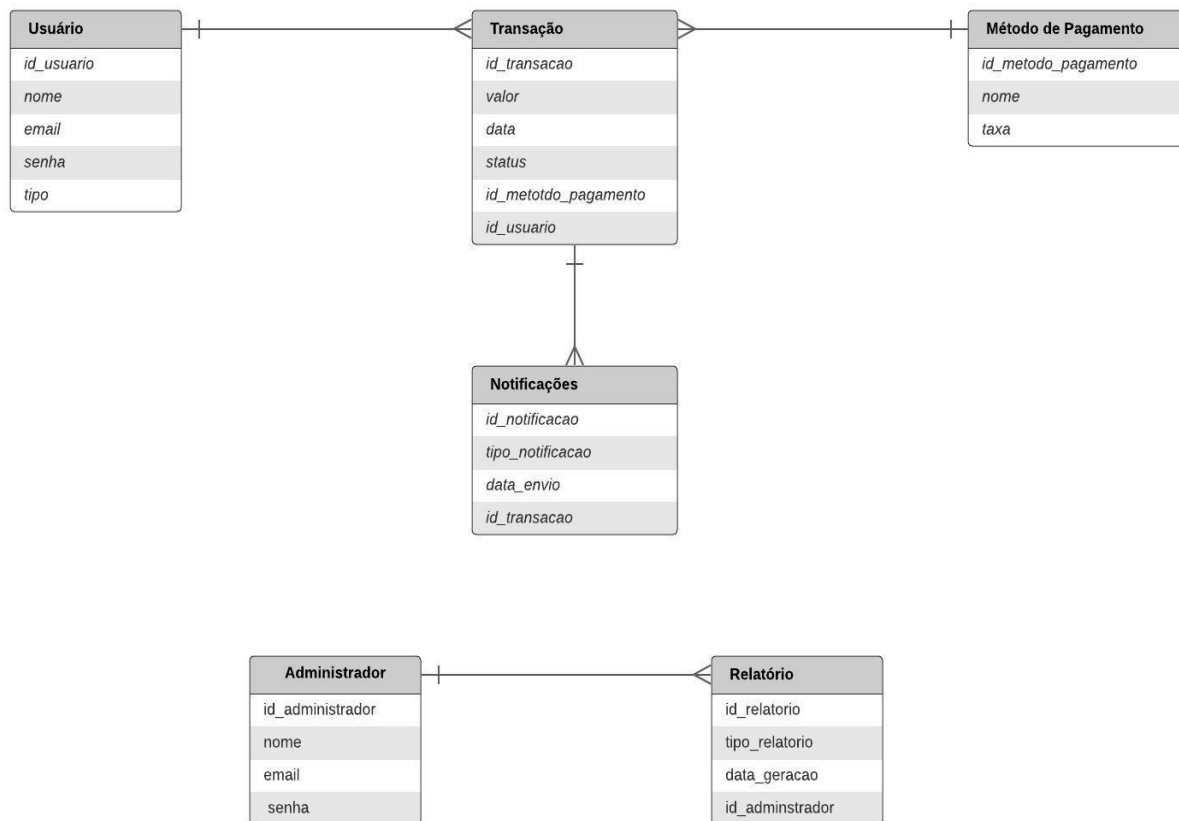 Usuário
id_usuario
nome
email
senha
tipo
Transação
id_transacao
valor
data
status
id_metotdo_pagamento
id_usuario
Método de Pagamento
id_metodo_pagamento
nome
taxa
Notificações
id_notificacao
tipo_notificacao
data_envio
id_transacao
Administrador
id_administrador
nome
email
senha
Relatório
id_relatorio
tipo_relatorio
data_geracao
id_adminstrador